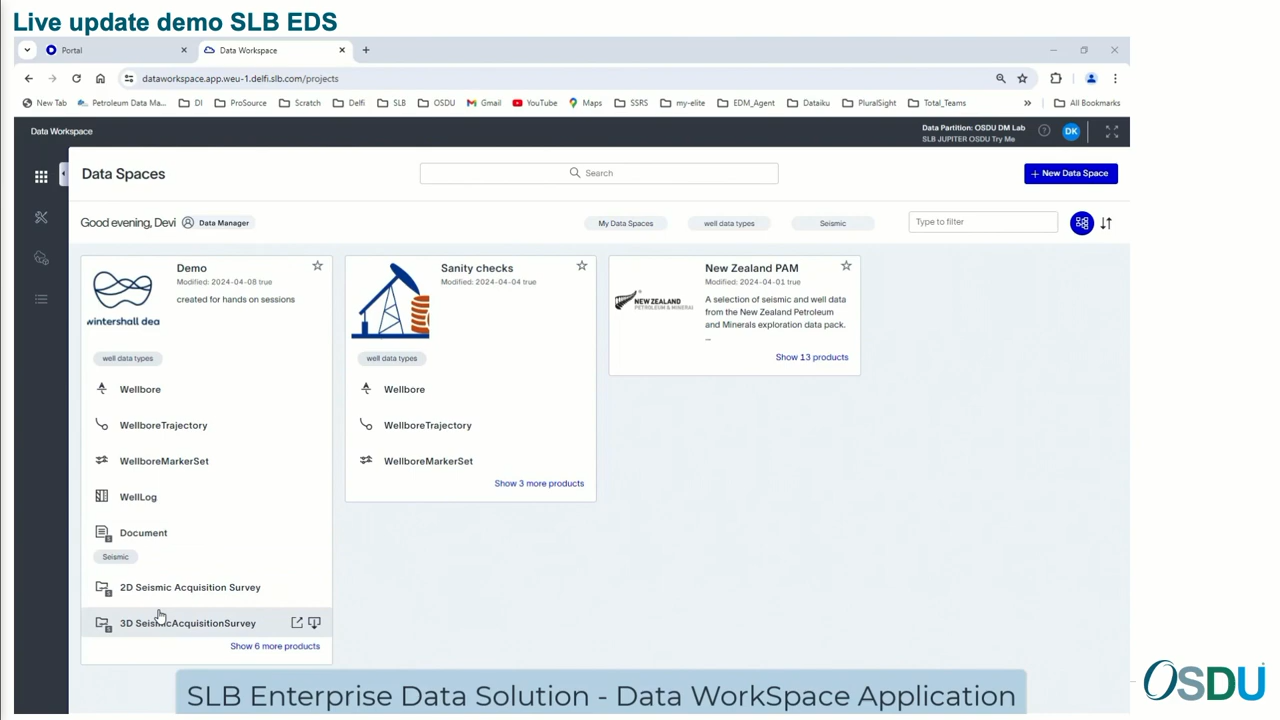 Live update demo SLB EDS
Portal
Data Workspace
dataworkspace.app.weu-1.delfi.slb.com/projects
New Tab
Petroleum Data Ma...
DI
ProSource
Scratch
Delfi
SLB
OSDU
Gmail
YouTube
Maps
SSRS
my-elite
EDM_Agent
Dataiku
PluralSight
Total_Teams
All Bookmarks
Data Workspace
Data Partition: OSDU DM Lab
SLB JUPITER OSDU Try Me
DK
Data Spaces
Search
+ New Data Space
Good evening, Devi
Data Manager
My Data Spaces
well data types
Seismic
Type to filter
Demo
Modified: 2024-04-08 true
created for hands on sessions
wintershall dea
well data types
Wellbore
WellboreTrajectory
WellboreMarkerSet
WellLog
Document
Seismic
2D Seismic Acquisition Survey
3D SeismicAcquisitionSurvey
Show 6 more products
Sanity checks
Modified: 2024-04-04 true
well data types
Wellbore
WellboreTrajectory
WellboreMarkerSet
Show 3 more products
New Zealand PAM
Modified: 2024-04-01 true
NEW ZEALAND
PETROLEUM & MINERALS
A selection of seismic and well data
from the New Zealand Petroleum
and Minerals exploration data pack.
...
Show 13 products
SLB Enterprise Data Solution - Data WorkSpace Application
OSDU